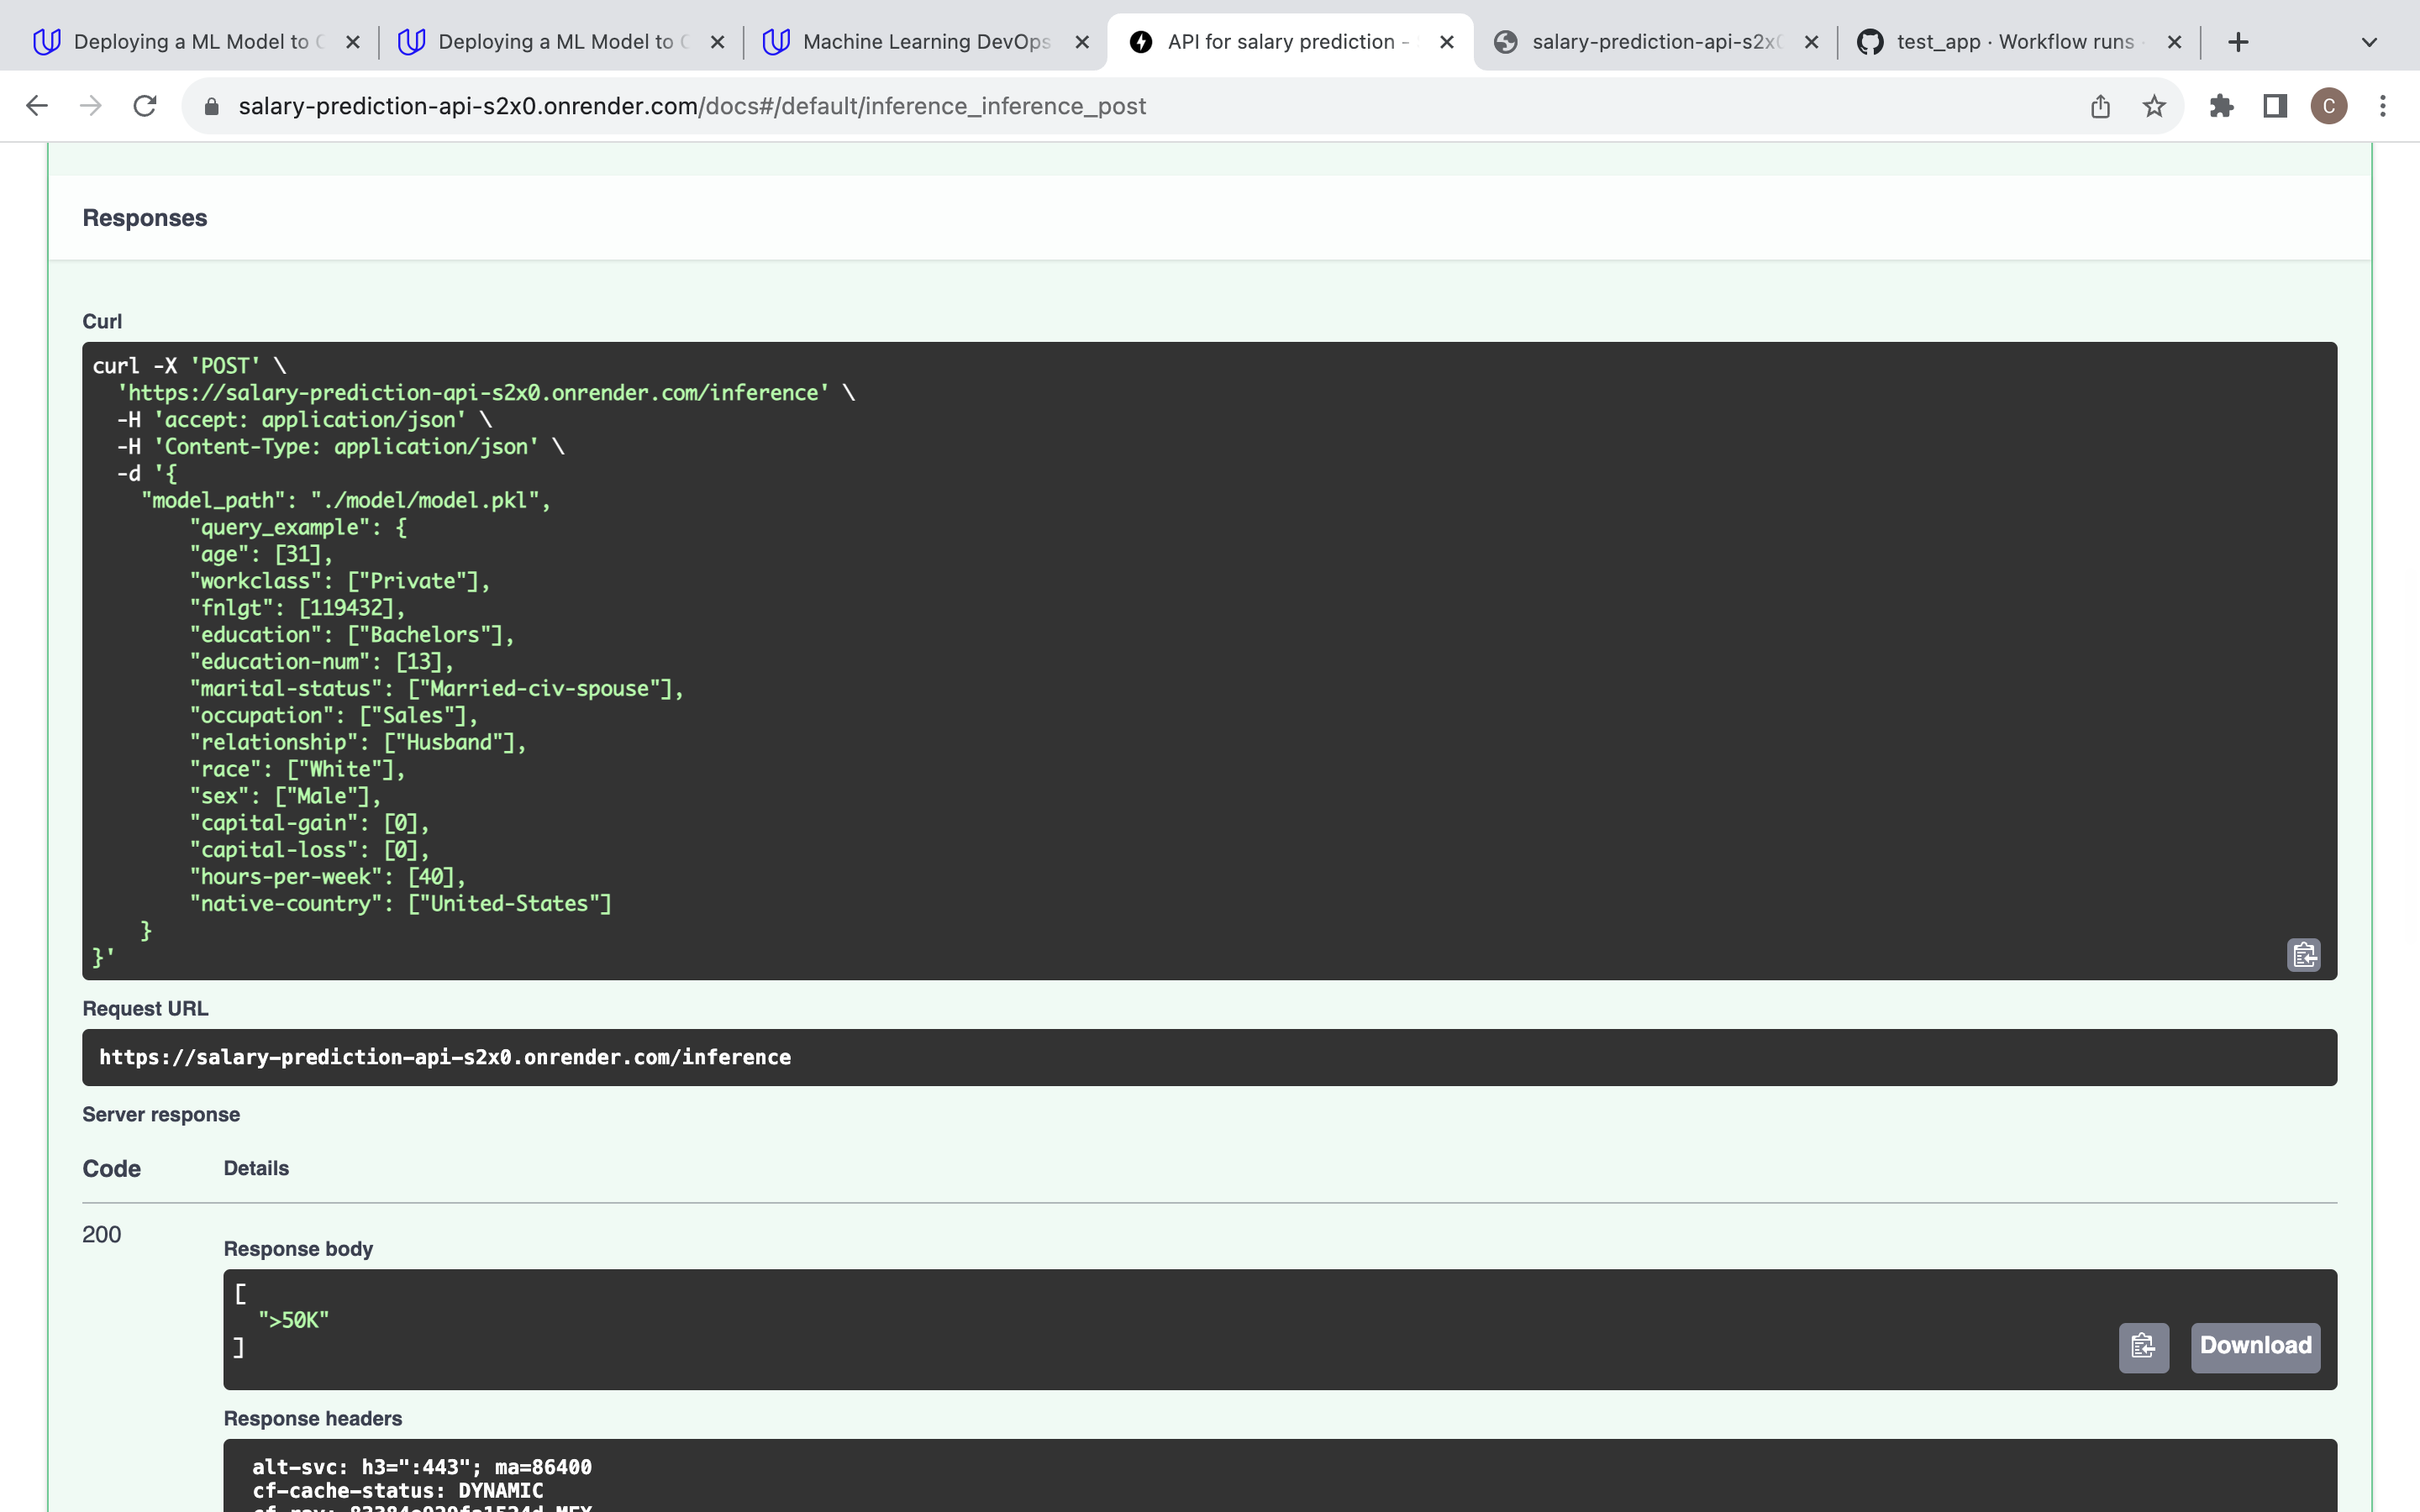 Deploying a ML Model to
Deploying a ML Model to
Machine Learning DevOps
API for salary prediction -
salary-prediction-api-s2x0
test_app · Workflow runs
salary-prediction-api-s2x0.onrender.com/docs#/default/inference_inference_post
C
Responses
Curl
curl -X 'POST' \
'https://salary-prediction-api-s2x0.onrender.com/inference' \
-H 'accept: application/json' \
-H 'Content-Type: application/json' \
-d '{
"model_path": "./model/model.pkl",
"query_example": {
"age": [31],
"workclass": ["Private"],
"fnlgt": [119432],
"education": ["Bachelors"],
"education-num": [13],
"marital-status": ["Married-civ-spouse"],
"occupation": ["Sales"],
"relationship": ["Husband"],
"race": ["White"],
"sex": ["Male"],
"capital-gain": [0],
"capital-loss": [0],
"hours-per-week": [40],
"native-country": ["United-States"]
}
}'
Request URL
https://salary-prediction-api-s2x0.onrender.com/inference
Server response
Code Details
200
Response body
[
">50K"
]
Download
Response headers
alt-svc: h3=":443"; ma=86400
cf-cache-status: DYNAMIC